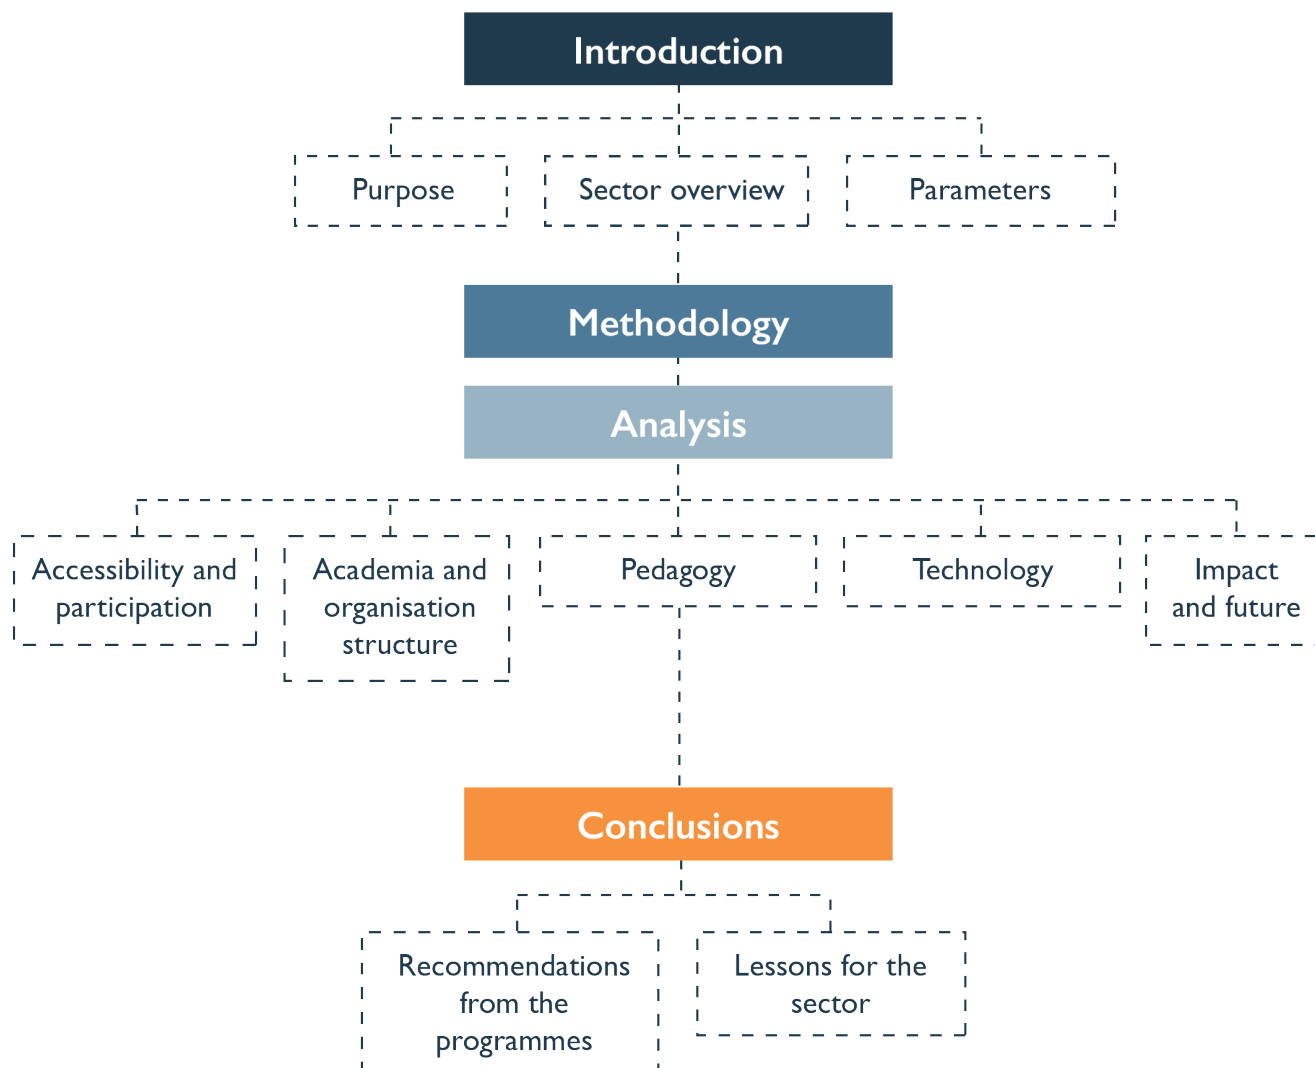 Introduction
Purpose
Sector overview
Parameters
Methodology
Analysis
Accessibility and
participation
Academia and
organisation
structure
Pedagogy
Technology
Impact
and future
Conclusions
Recommendations
from the
programmes
Lessons for the
sector